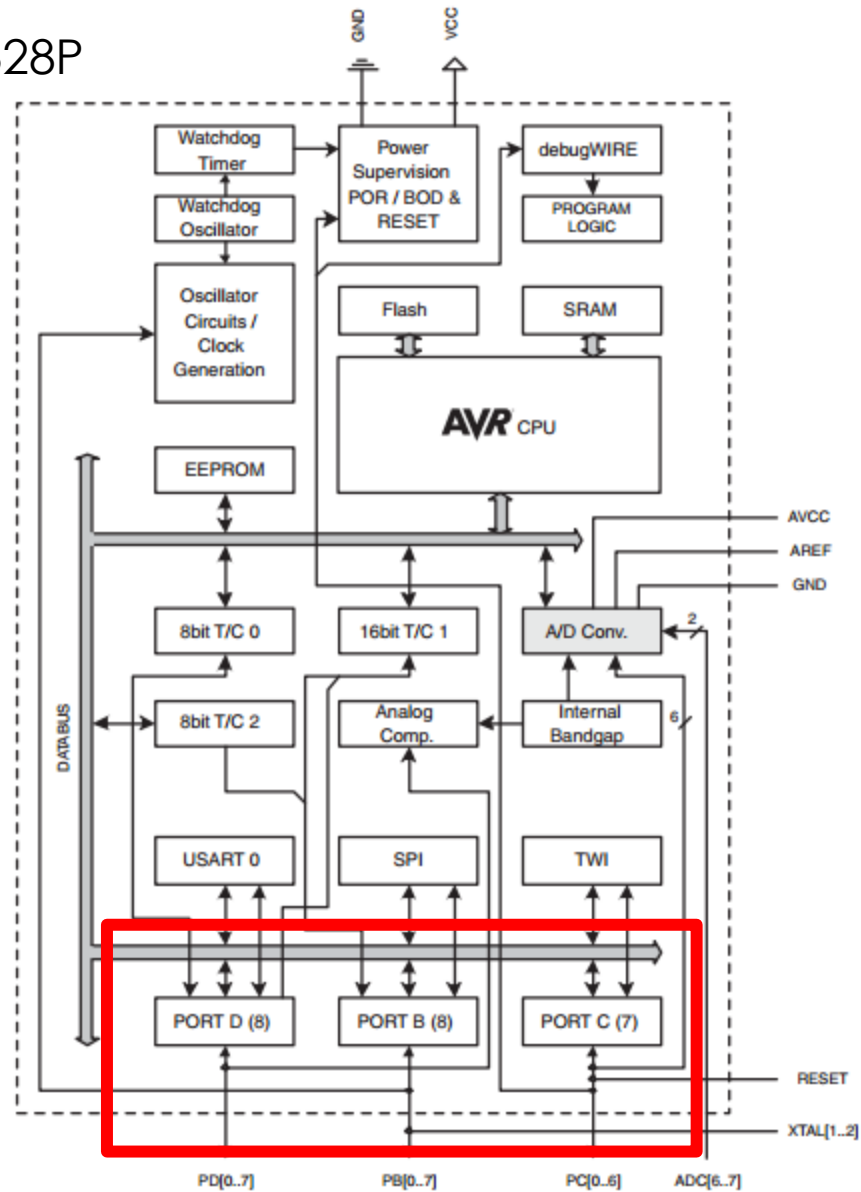 28P
GND
VCC
Watchdog
Timer
Power
Supervision
POR / BOD &
RESET
debugWIRE
Watchdog
Oscillator
PROGRAM
LOGIC
Oscillator
Circuits /
Clock
Generation
Flash
SRAM
AVR CPU
EEPROM
AVCC
AREF
GND
8bit T/C 0
16bit T/C 1
A/D Conv.
2
DATABUS
8bit T/C 2
Analog
Comp.
Internal
Bandgap
6
USART 0
SPI
TWI
PORT D (8)
PORT B (8)
PORT C (7)
RESET
XTAL[1..2]
PD[0..7]
PB[0..7]
PC[0..6]
ADC[6..7]